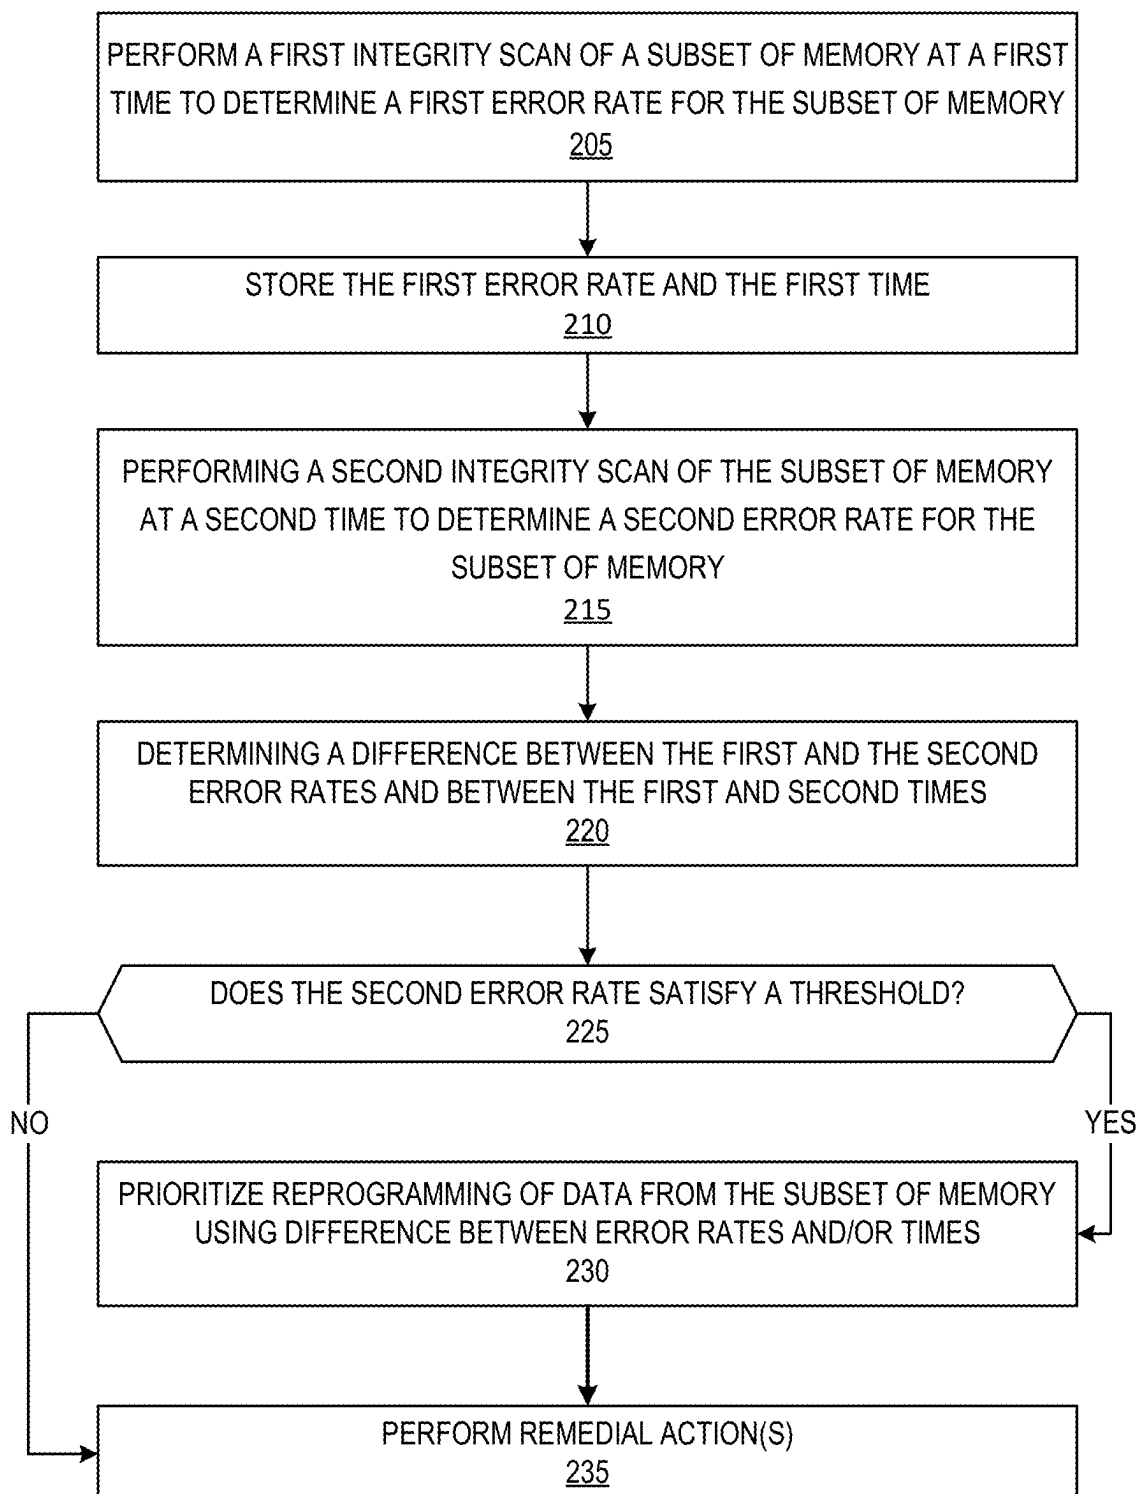 PERFORM A FIRST INTEGRITY SCAN OF A SUBSET OF MEMORY AT A FIRST
TIME TO DETERMINE A FIRST ERROR RATE FOR THE SUBSET OF MEMORY
205
STORE THE FIRST ERROR RATE AND THE FIRST TIME
210
PERFORMING A SECOND INTEGRITY SCAN OF THE SUBSET OF MEMORY
AT A SECOND TIME TO DETERMINE A SECOND ERROR RATE FOR THE
SUBSET OF MEMORY
215
DETERMINING A DIFFERENCE BETWEEN THE FIRST AND THE SECOND
ERROR RATES AND BETWEEN THE FIRST AND SECOND TIMES
220
DOES THE SECOND ERROR RATE SATISFY A THRESHOLD?
225
NO
YES
PRIORITIZE REPROGRAMMING OF DATA FROM THE SUBSET OF MEMORY
USING DIFFERENCE BETWEEN ERROR RATES AND/OR TIMES
230
PERFORM REMEDIAL ACTION(S)
235